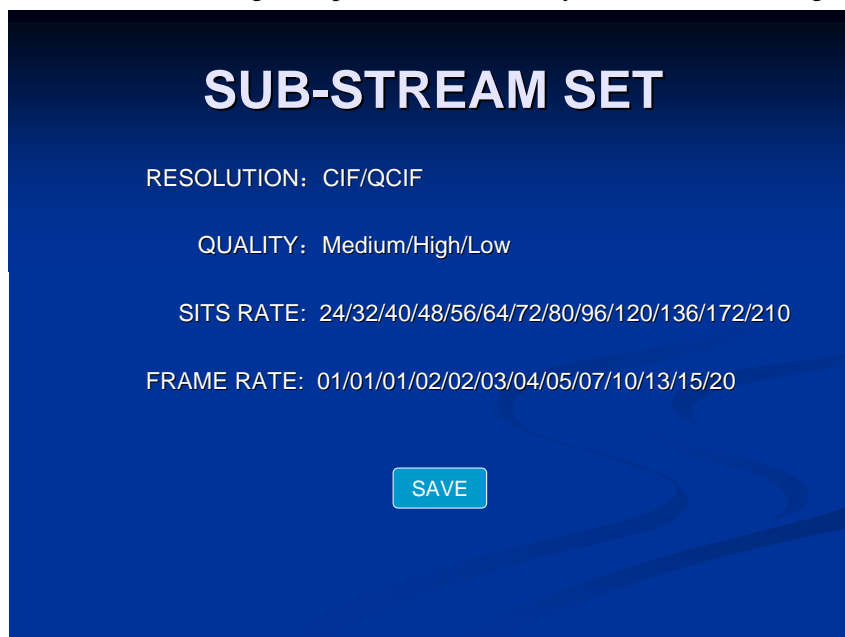 SUB-STREAM SET
RESOLUTION：CIF/QCIF
QUALITY：Medium/High/Low
SITS RATE: 24/32/40/48/56/64/72/80/96/120/136/172/210
FRAME RATE: 01/01/01/02/02/03/04/05/07/10/13/15/20
SAVE